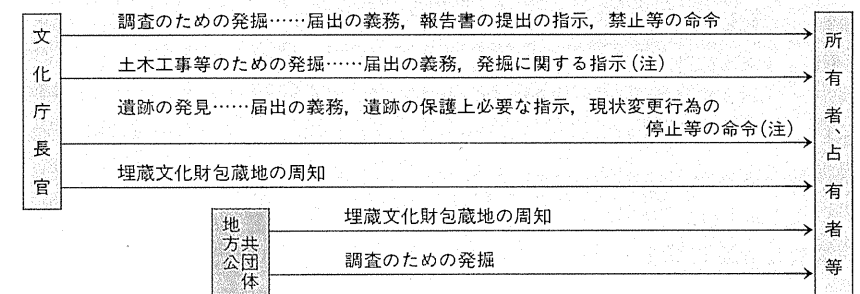 文化庁長官
調査のための発掘……届出の義務，報告書の提出の指示，禁止等の命令
土木工事等のための発掘……届出の義務，発掘に関する指示(注)
遺跡の発見……届出の義務，遺跡の保護上必要な指示，現状変更行為の
停止等の命令(注)
埋蔵文化財包蔵地の周知
地方公共団体
埋蔵文化財包蔵地の周知
調査のための発掘
所有者、占有者等